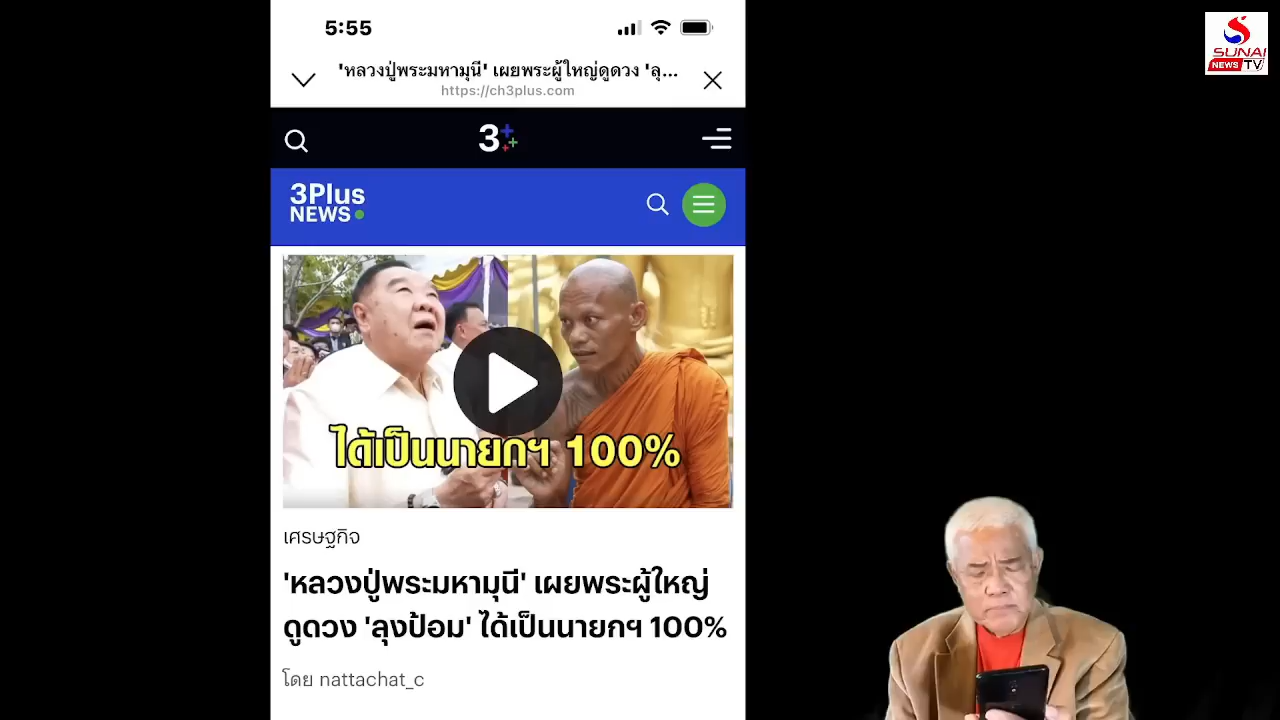 5:55
'หลวงปู่พระมหามุนี' เผยพระผู้ใหญ่ดูดวง 'ลุ...
https://ch3plus.com
3
3Plus
NEWS
ได้เป็นนายกฯ 100%
เศรษฐกิจ
'หลวงปู่พระมหามุนี' เผยพระผู้ใหญ่
ดูดวง 'ลุงป้อม' ได้เป็นนายกฯ 100%
โดย nattachat_c
SUNAI
NEWS TV